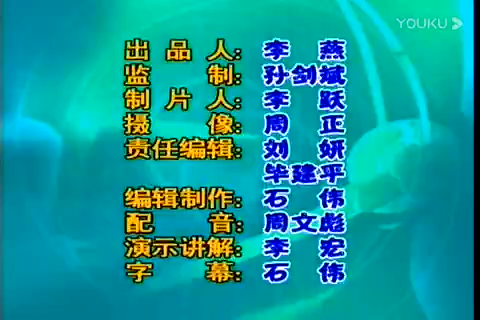 YOUKU
出品人: 李燕
监制: 孙剑斌
制片人: 李跃
摄像: 周正
责任编辑: 刘妍
毕建平
编辑制作: 石伟
配音: 周文彪
演示讲解: 李宏
字幕: 石伟